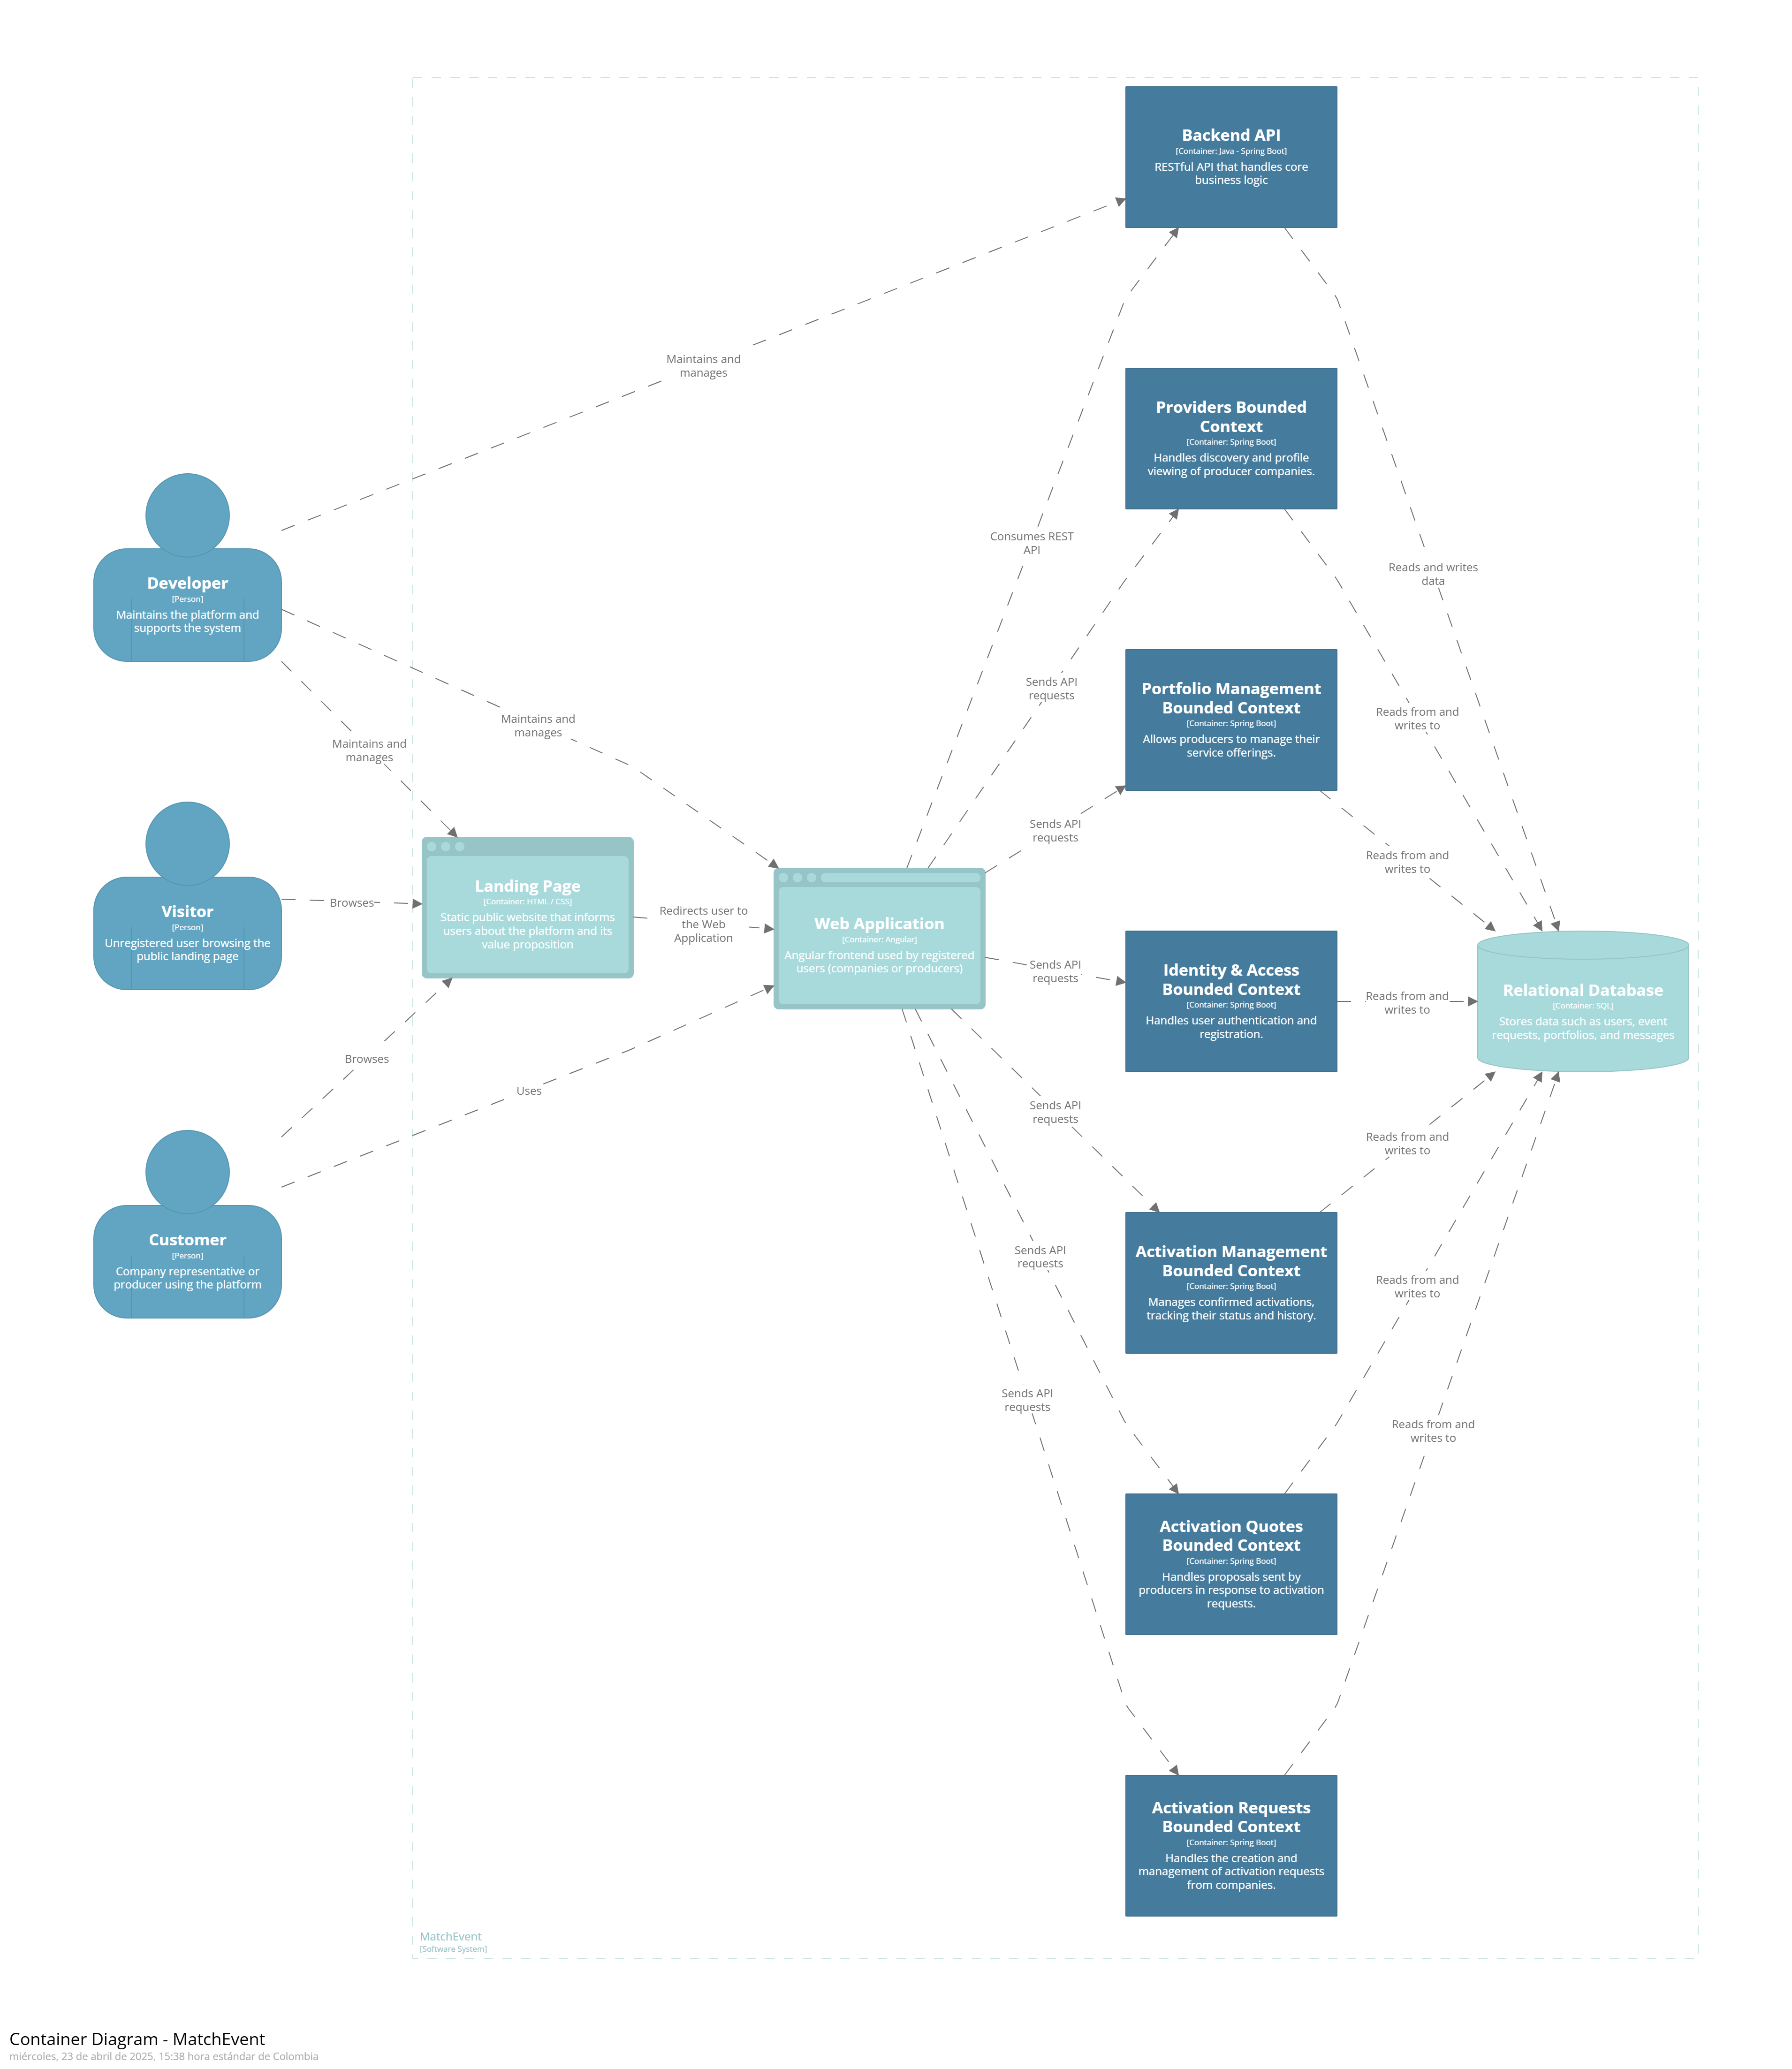 Backend API
[Container: Java - Spring Boot]
RESTful API that handles core
business logic
Maintains and
manages
Providers Bounded
Context
[Container: Spring Boot]
Handles discovery and profile
viewing of producer companies.
Consumes REST
API
Reads and writes
data
Developer
[Person]
Maintains the platform and
supports the system
Sends API
requests
Portfolio Management
Bounded Context
[Container: Spring Boot]
Allows producers to manage their
service offerings.
Reads from and
writes to
Maintains and
manages
Maintains and
manages
Sends API
requests
Reads from and
writes to
Visitor
[Person]
Unregistered user browsing the
public landing page
Browses
Landing Page
[Container: HTML / CSS]
Static public website that informs
users about the platform and its
value proposition
Redirects user to
the Web
Application
Web Application
[Container: Angular]
Angular frontend used by registered
users (companies or producers)
Sends API
requests
Identity & Access
Bounded Context
[Container: Spring Boot]
Handles user authentication and
registration.
Reads from and
writes to
Relational Database
[Container: SQL]
Stores data such as users, event
requests, portfolios, and messages
Browses
Uses
Sends API
requests
Reads from and
writes to
Customer
[Person]
Company representative or
producer using the platform
Sends API
requests
Activation Management
Bounded Context
[Container: Spring Boot]
Manages confirmed activations,
tracking their status and history.
Reads from and
writes to
Sends API
requests
Reads from and
writes to
Activation Quotes
Bounded Context
[Container: Spring Boot]
Handles proposals sent by
producers in response to activation
requests.
Activation Requests
Bounded Context
[Container: Spring Boot]
Handles the creation and
management of activation requests
from companies.
MatchEvent
[Software System]
Container Diagram - MatchEvent
miércoles, 23 de abril de 2025, 15:38 hora estándar de Colombia